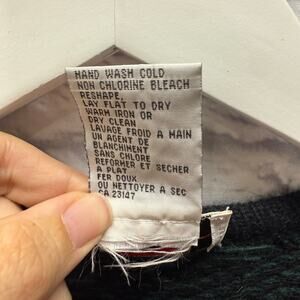 HAND WASH COLD
NON CHLORINE BLEACH
RESHAPE,
LAY FLAT TO DRY
WARM IRON OR
DRY CLEAN
LAVAGE FROID A MAIN
UN AGENT DE
BLANCHIMENT
SANS CHLORE
REFORMER ET SECHER
A PLAT
FER DOUX
OU NETTOYER A SEC
CA 23147